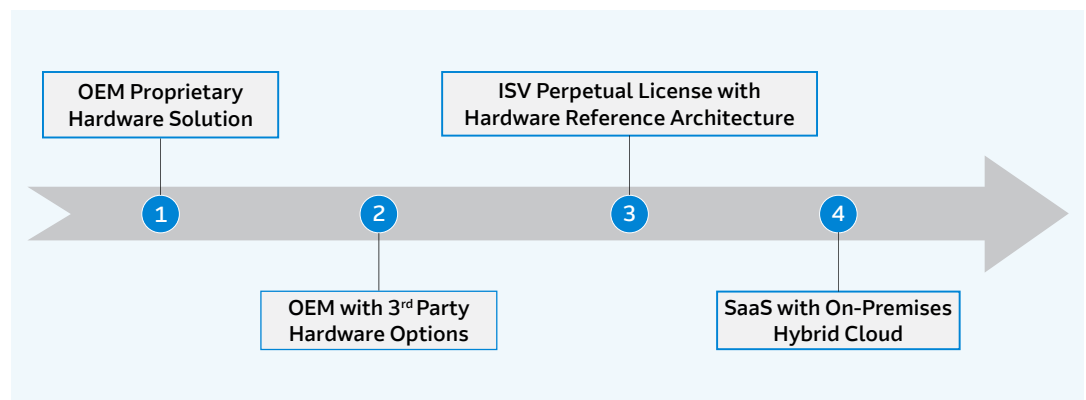 OEM Proprietary
Hardware Solution
ISV Perpetual License with
Hardware Reference Architecture
1
2
3
4
OEM with 3rd Party
Hardware Options
SaaS with On-Premises
Hybrid Cloud